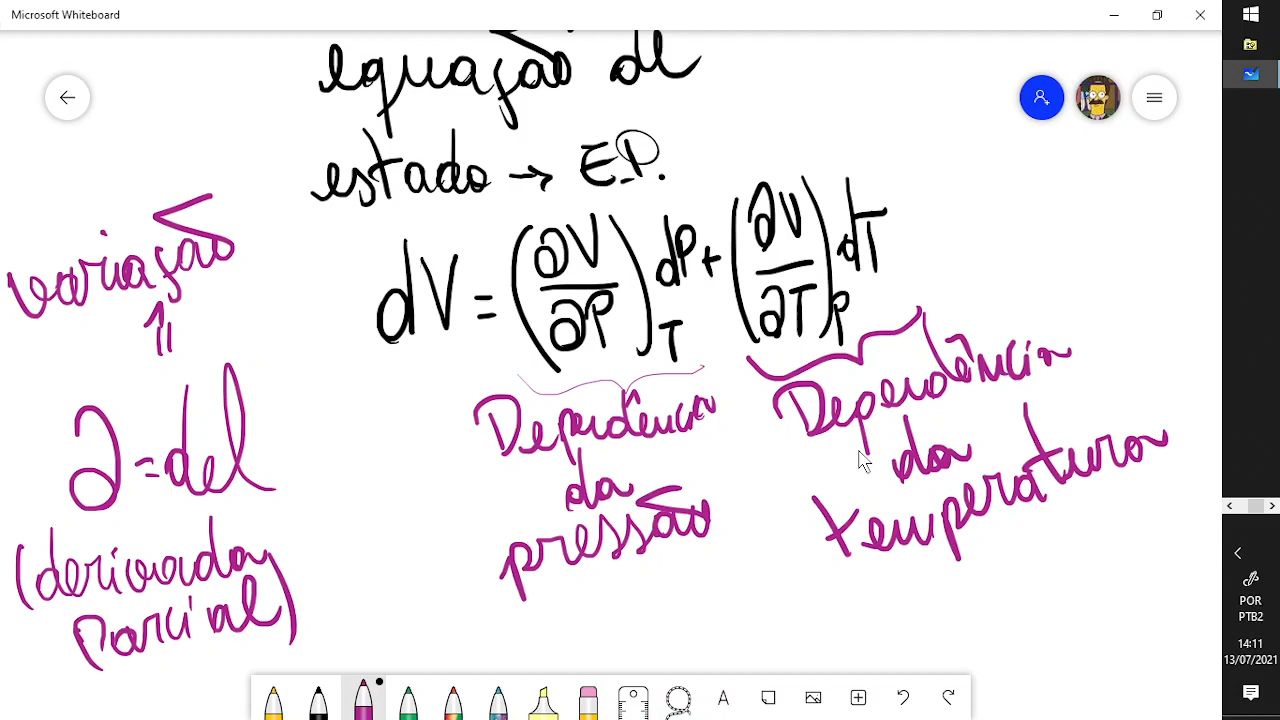 Microsoft Whiteboard
equação de
estado → E.P.
dV = (∂V/∂P)_T dP + (∂V/∂T)_P dT
variação
⇑
∂ = del
(derivada
parcial)
Dependência
da
pressão
Dependência
da
temperatura
A
POR
PTB2
14:11
13/07/2021